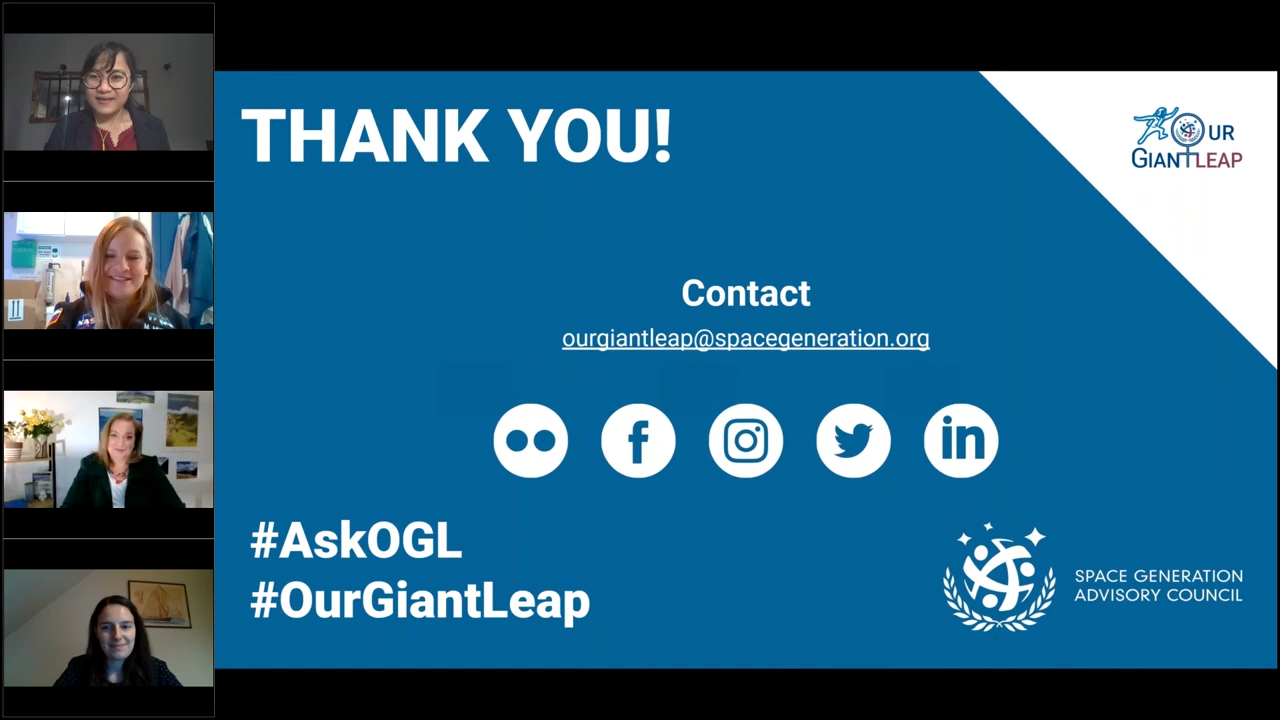 THANK YOU!
OUR
GIANTLEAP
Contact
ourgiantleap@spacegeneration.org
#AskOGL
#OurGiantLeap
SPACE GENERATION
ADVISORY COUNCIL